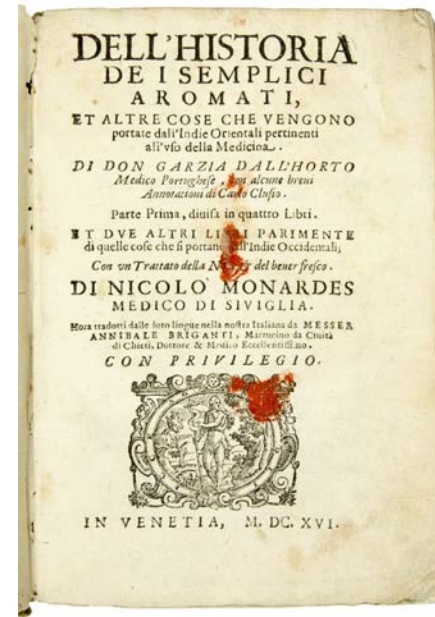 DELL'HISTORIA
DE I SEMPLICI
AROMATI,
ET ALTRE COSE CHE VENGONO
portate dall'Indie Orientali pertinenti
all'vso della Medicina.
DI DON GARZIA DALL'HORTO
Medico Portughese, con alcune breui
Annotationi di Carlo Clusio.
Parte Prima, diuisa in quattro Libri.
ET DVE ALTRI LIBRI PARIMENTE
di quelle cose che si portano dall'Indie Occidentali;
Con vn Trattato della Neue & del beuer fresco.
DI NICOLO' MONARDES
MEDICO DI SIVIGLIA.
Hora tradotti dalle loro lingue nella nostra Italiana da MESSER
ANNIBALE BRIGANTI, Marrucino da Ciuità
di Chieti, Dottore & Medico Eccellentissimo.
CON PRIVILEGIO.
IN VENETIA, M. DC. XVI.